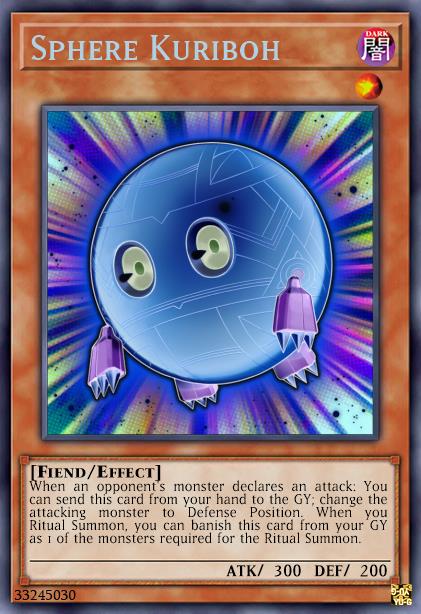 Sphere Kuriboh
DARK
闇
[Fiend/Effect]
When an opponent's monster declares an attack: You
can send this card from your hand to the GY; change the
attacking monster to Defense Position. When you
Ritual Summon, you can banish this card from your GY
as 1 of the monsters required for the Ritual Summon.
ATK/ 300 DEF/ 200
33245030